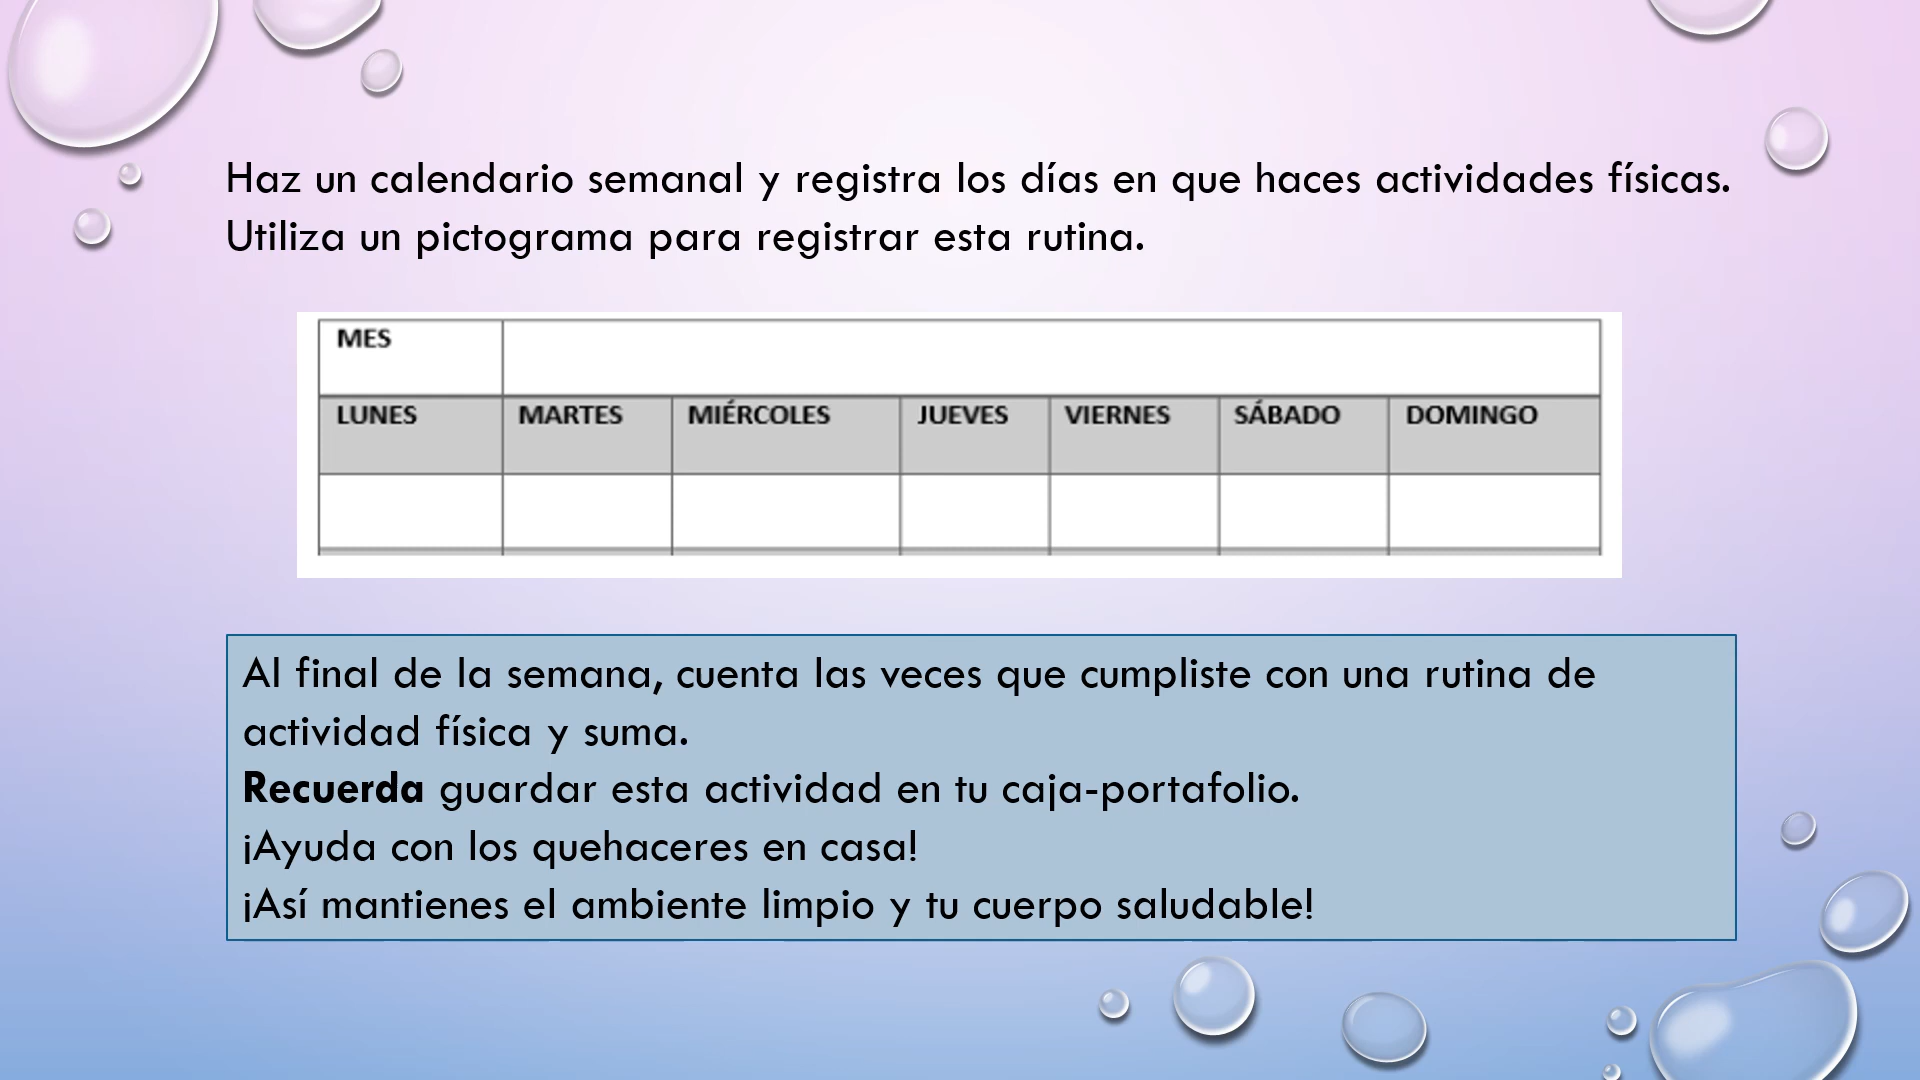 Haz un calendario semanal y registra los días en que haces actividades físicas.
Utiliza un pictograma para registrar esta rutina.
MES
LUNES MARTES MIÉRCOLES JUEVES VIERNES SÁBADO DOMINGO
Al final de la semana, cuenta las veces que cumpliste con una rutina de
actividad física y suma.
Recuerda guardar esta actividad en tu caja-portafolio.
¡Ayuda con los quehaceres en casa!
¡Así mantienes el ambiente limpio y tu cuerpo saludable!